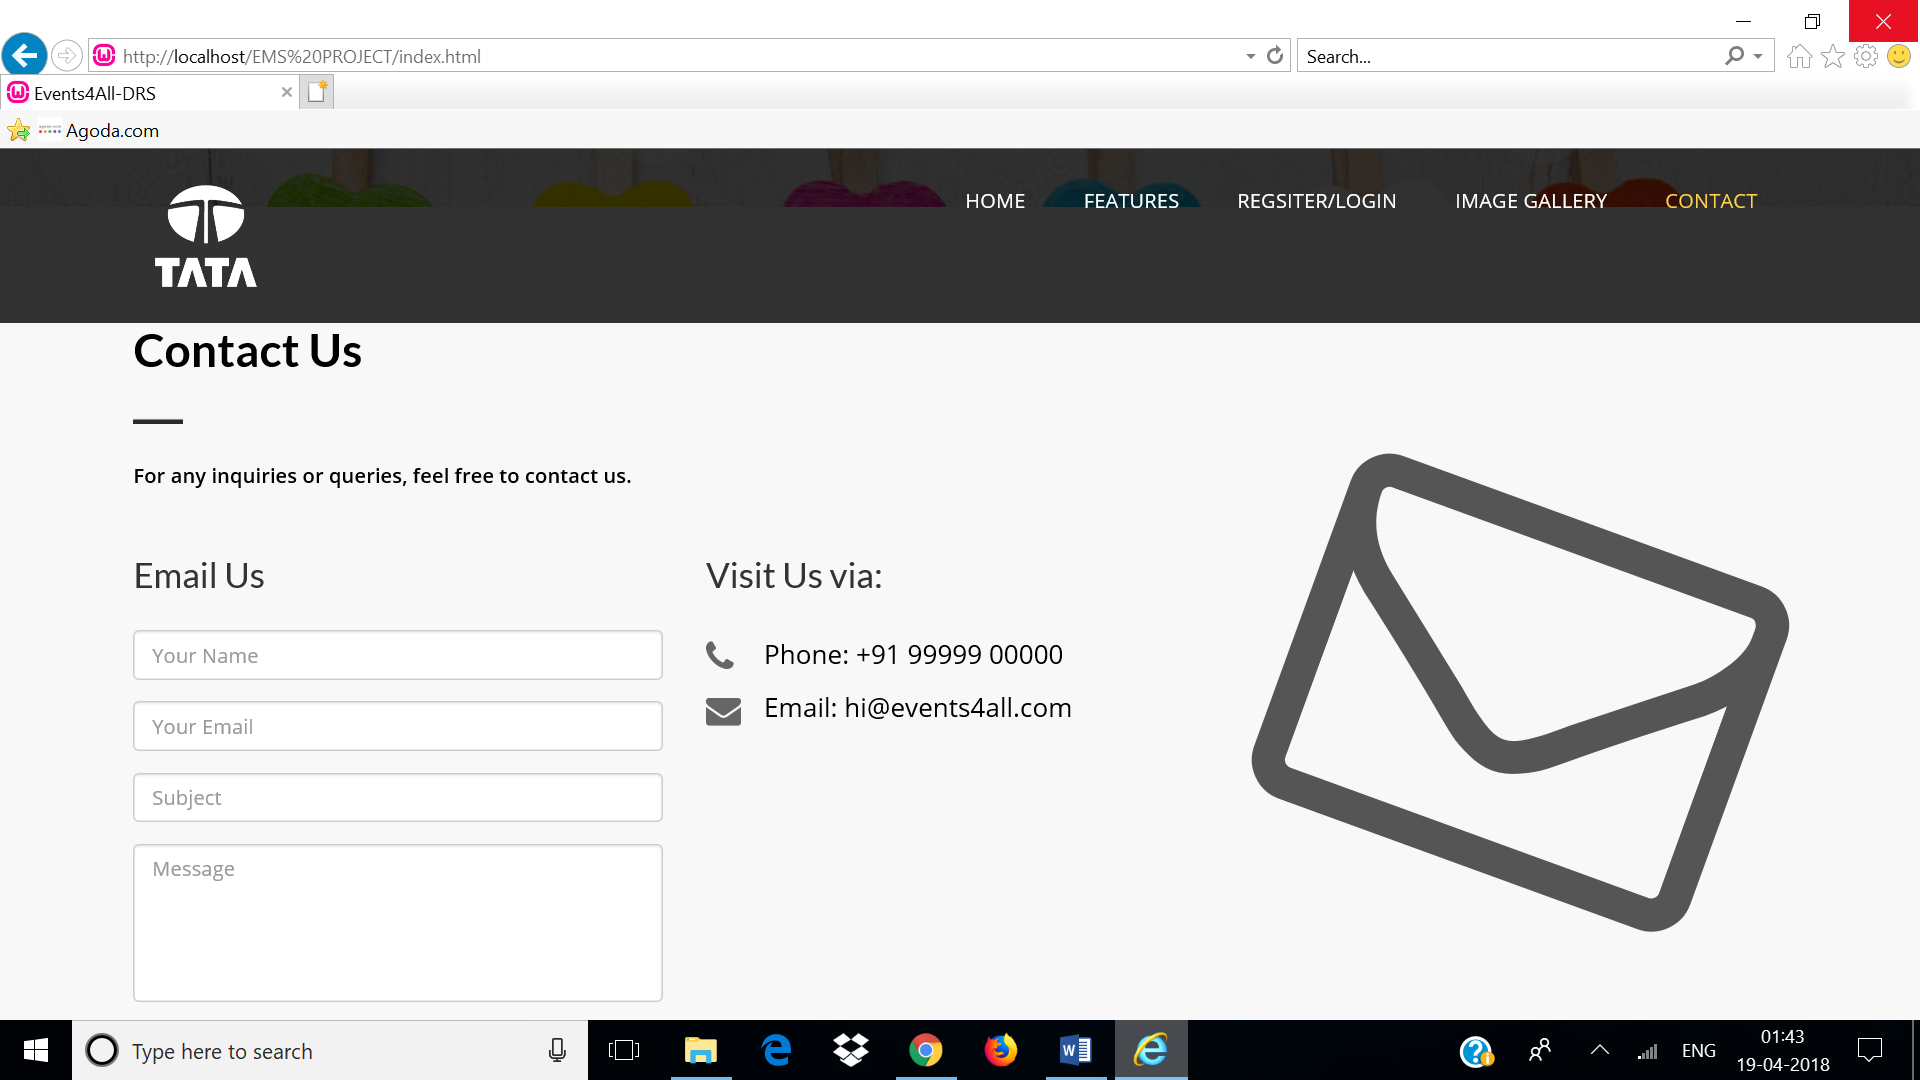 http://localhost/EMS%20PROJECT/index.html
Search...
Events4All-DRS
Agoda.com
TATA
HOME
FEATURES
REGSITER/LOGIN
IMAGE GALLERY
CONTACT
Contact Us
For any inquiries or queries, feel free to contact us.
Email Us
Your Name
Your Email
Subject
Message
Visit Us via:
Phone: +91 99999 00000
Email: hi@events4all.com
Type here to search
ENG
01:43
19-04-2018